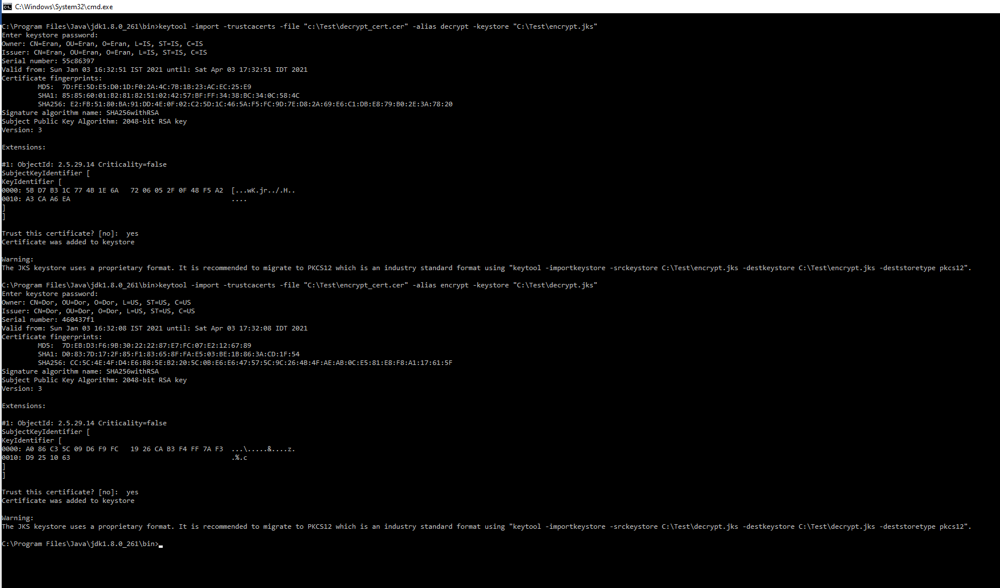 C:\Windows\System32\cmd.exe
C:\Program Files\Java\jdk1.8.0_261\bin>keytool -import -trustcacerts -file "c:\Test\decrypt_cert.cer" -alias decrypt -keystore "C:\Test\encrypt.jks"
Enter keystore password:
Owner: CN=Eran, OU=Eran, O=Eran, L=IS, ST=IS, C=IS
Issuer: CN=Eran, OU=Eran, O=Eran, L=IS, ST=IS, C=IS
Serial number: 55c86397
Valid from: Sun Jan 03 16:32:51 IST 2021 until: Sat Apr 03 17:32:51 IDT 2021
Certificate fingerprints:
MD5:  7D:FE:5D:E5:D0:1D:F0:2A:4C:7B:1B:23:AC:EC:25:E9
SHA1: 85:85:60:01:B2:81:82:51:02:42:57:BF:FF:34:38:BC:34:0C:58:4C
SHA256: E2:FB:51:80:BA:91:DD:4E:0F:02:C2:5D:1C:46:5A:F5:FC:9D:7E:D8:2A:69:E6:C1:DB:E8:79:B0:2E:3A:78:20
Signature algorithm name: SHA256withRSA
Subject Public Key Algorithm: 2048-bit RSA key
Version: 3
Extensions:
#1: ObjectId: 2.5.29.14 Criticality=false
SubjectKeyIdentifier [
KeyIdentifier [
0000: 5B D7 B3 1C 77 4B 1E 6A   72 06 05 2F 0F 48 F5 A2  [...wK.jr../.H..
0010: A3 CA A6 EA                                        ....
]
]
Trust this certificate? [no]:  yes
Certificate was added to keystore
Warning:
The JKS keystore uses a proprietary format. It is recommended to migrate to PKCS12 which is an industry standard format using "keytool -importkeystore -srckeystore C:\Test\encrypt.jks -destkeystore C:\Test\encrypt.jks -deststoretype pkcs12".
C:\Program Files\Java\jdk1.8.0_261\bin>keytool -import -trustcacerts -file "C:\Test\encrypt_cert.cer" -alias encrypt -keystore "C:\Test\decrypt.jks"
Enter keystore password:
Owner: CN=Dor, OU=Dor, O=Dor, L=US, ST=US, C=US
Issuer: CN=Dor, OU=Dor, O=Dor, L=US, ST=US, C=US
Serial number: 460437f1
Valid from: Sun Jan 03 16:32:08 IST 2021 until: Sat Apr 03 17:32:08 IDT 2021
Certificate fingerprints:
MD5:  7D:EB:D3:F6:9B:30:22:22:87:E7:FC:07:E2:12:67:89
SHA1: D0:83:7D:17:2F:85:F1:83:65:8F:FA:E5:03:BE:1B:86:3A:CD:1F:54
SHA256: CC:5C:4E:4F:D4:E6:B8:5E:B2:20:5C:0B:E6:E6:47:57:5C:9C:26:4B:4F:AE:AB:0C:E5:81:E8:F8:A1:17:61:5F
Signature algorithm name: SHA256withRSA
Subject Public Key Algorithm: 2048-bit RSA key
Version: 3
Extensions:
#1: ObjectId: 2.5.29.14 Criticality=false
SubjectKeyIdentifier [
KeyIdentifier [
0000: A0 86 C3 5C 09 D6 F9 FC   19 26 CA B3 F4 FF 7A F3  ...\.....&....z.
0010: D9 25 10 63                                        .%.c
]
]
Trust this certificate? [no]:  yes
Certificate was added to keystore
Warning:
The JKS keystore uses a proprietary format. It is recommended to migrate to PKCS12 which is an industry standard format using "keytool -importkeystore -srckeystore C:\Test\decrypt.jks -destkeystore C:\Test\decrypt.jks -deststoretype pkcs12".
C:\Program Files\Java\jdk1.8.0_261\bin>